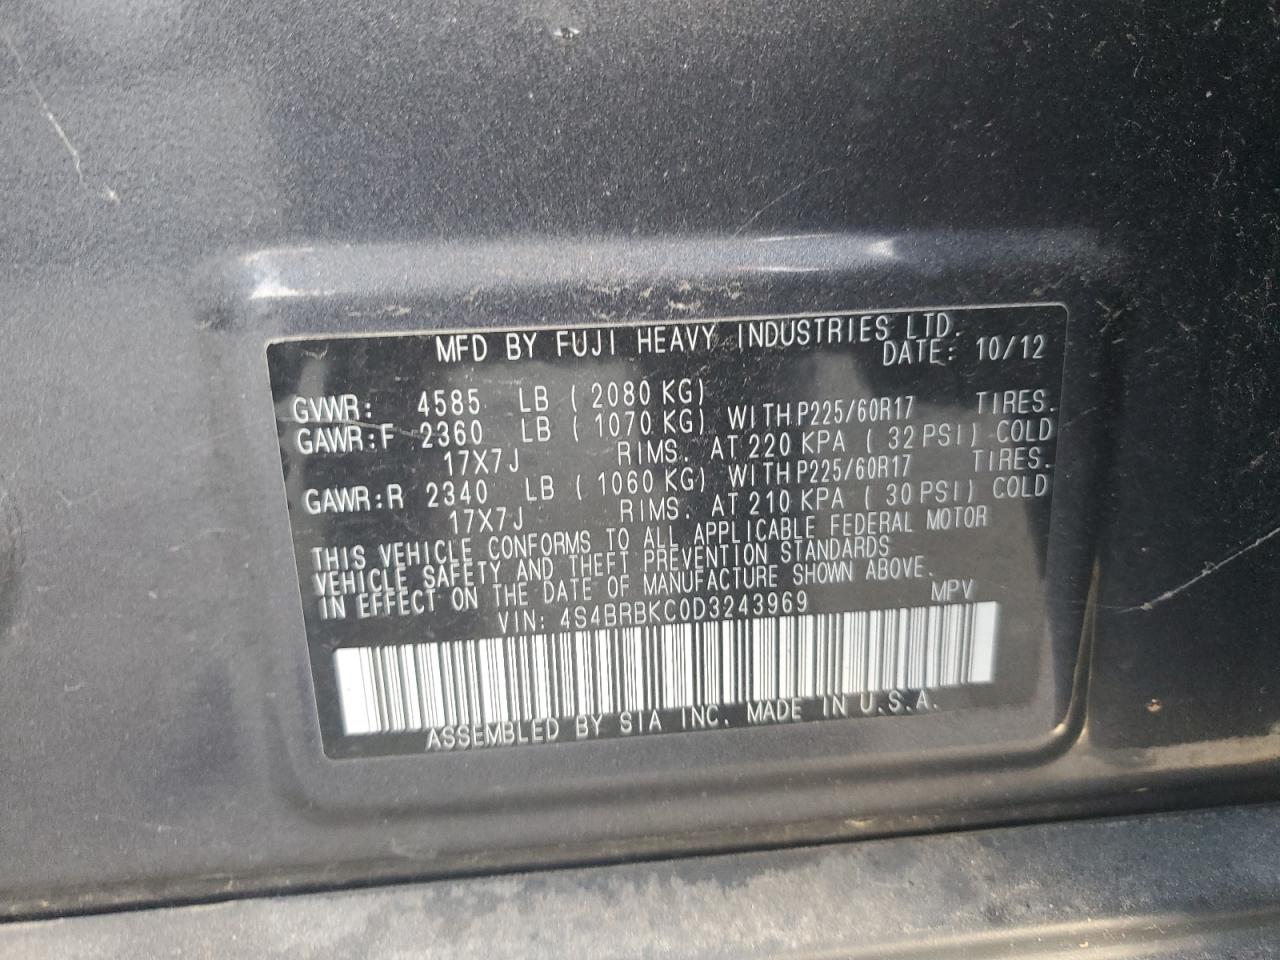 MFD BY FUJI HEAVY INDUSTRIES LTD.
DATE: 10/12
GVWR: 4585 LB ( 2080 KG)
GAWR:F 2360 LB ( 1070 KG) WITH P225/60R17 TIRES.
17X7J RIMS. AT 220 KPA ( 32 PSI) COLD
GAWR:R 2340 LB ( 1060 KG) WITH P225/60R17 TIRES.
17X7J RIMS. AT 210 KPA ( 30 PSI) COLD
THIS VEHICLE CONFORMS TO ALL APPLICABLE FEDERAL MOTOR
VEHICLE SAFETY AND THEFT PREVENTION STANDARDS
IN EFFECT ON THE DATE OF MANUFACTURE SHOWN ABOVE.
VIN: 4S4BRBKC0D3243969 MPV
ASSEMBLED BY SIA INC. MADE IN U.S.A.